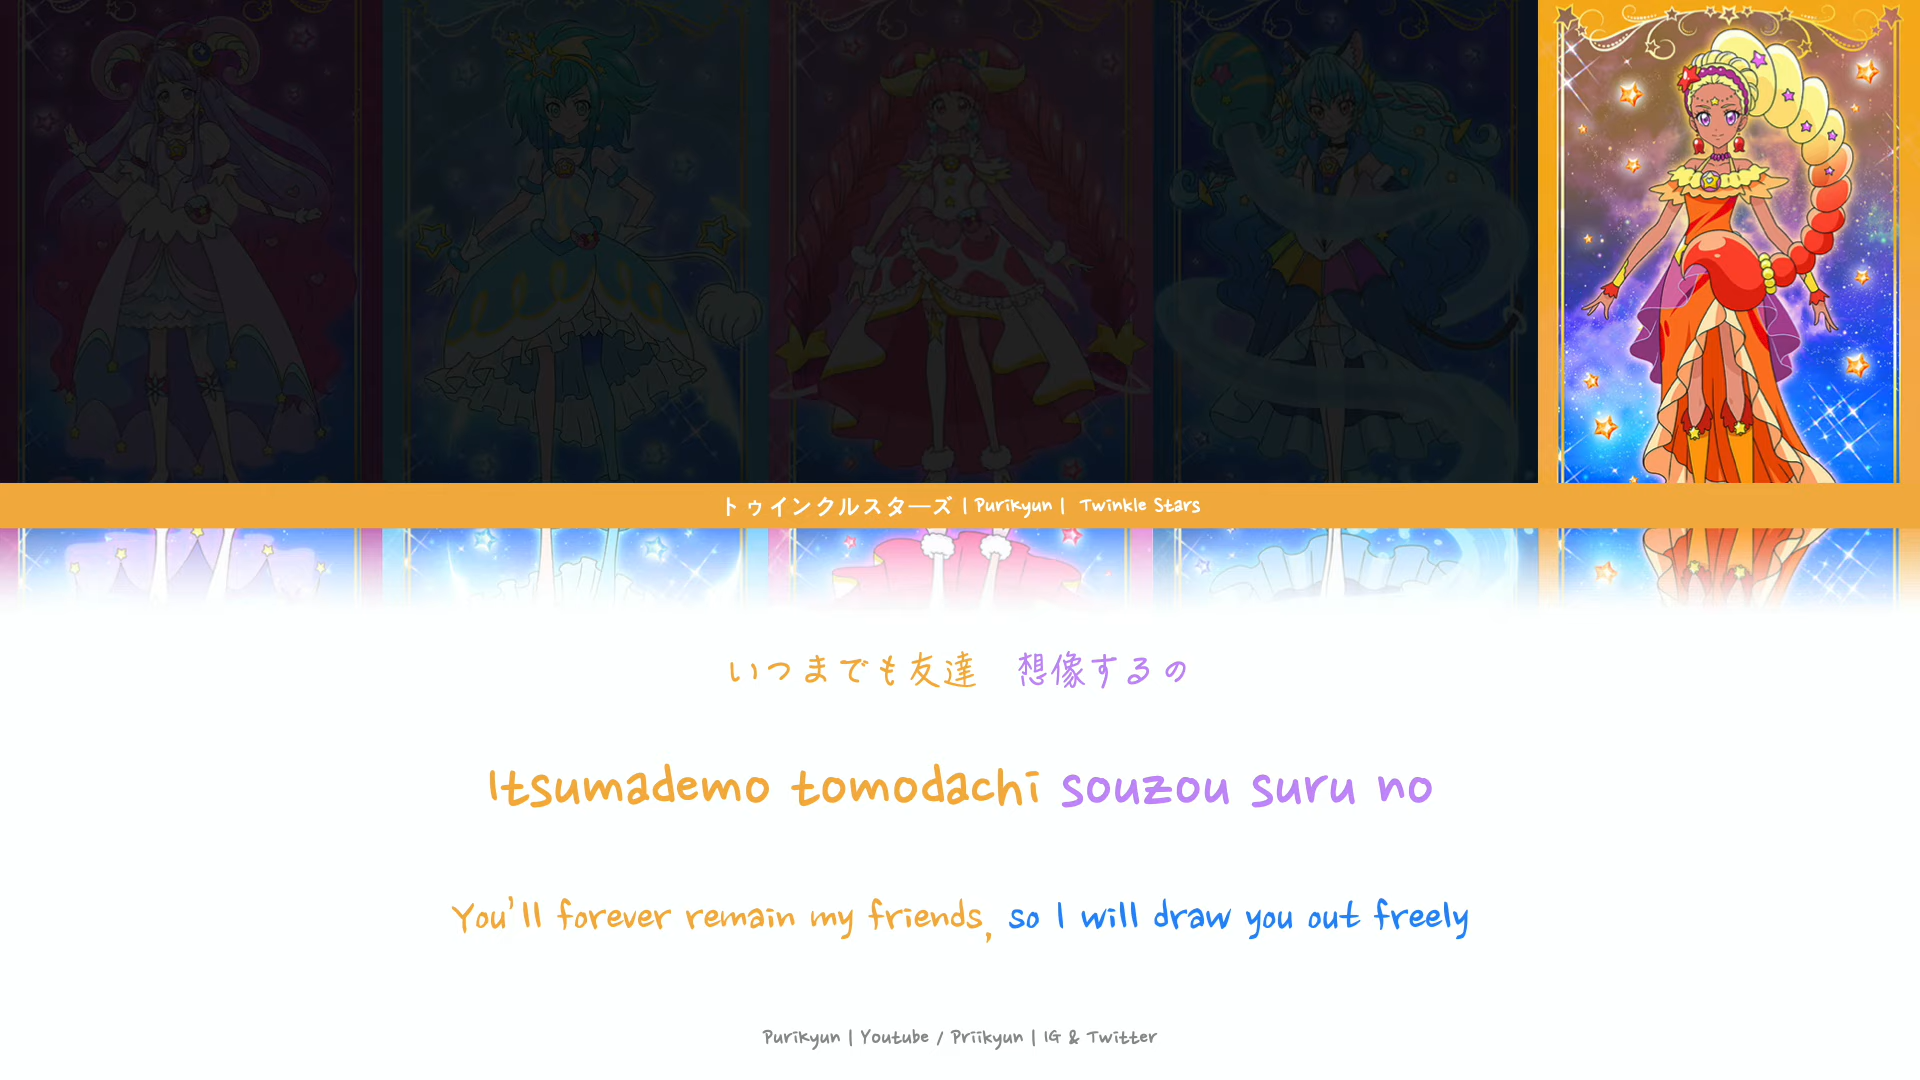 トゥインクルスターズ | Purikyun | Twinkle Stars
いつまでも友達　想像するの
Itsumademo tomodachi souzou suru no
You'll forever remain my friends, so I will draw you out freely
Purikyun | Youtube / Priikyun | IG & Twitter